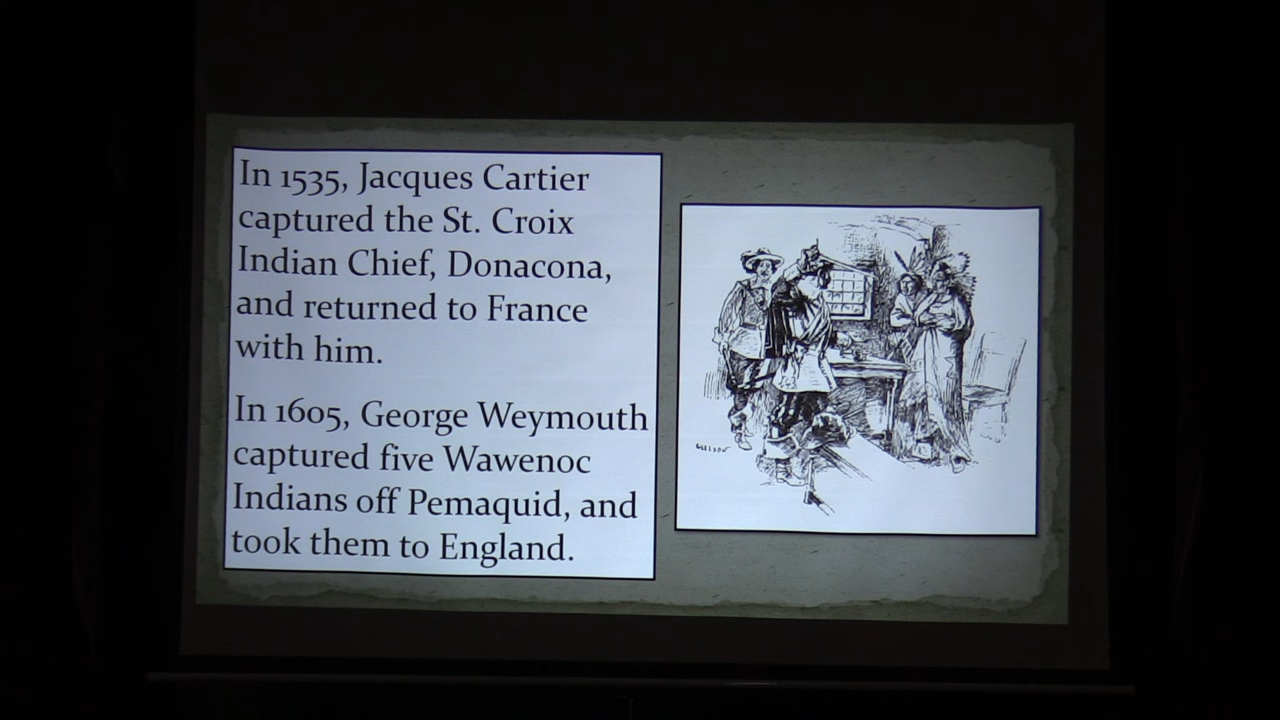 In 1535, Jacques Cartier
captured the St. Croix
Indian Chief, Donacona,
and returned to France
with him.
In 1605, George Weymouth
captured five Wawenoc
Indians off Pemaquid, and
took them to England.